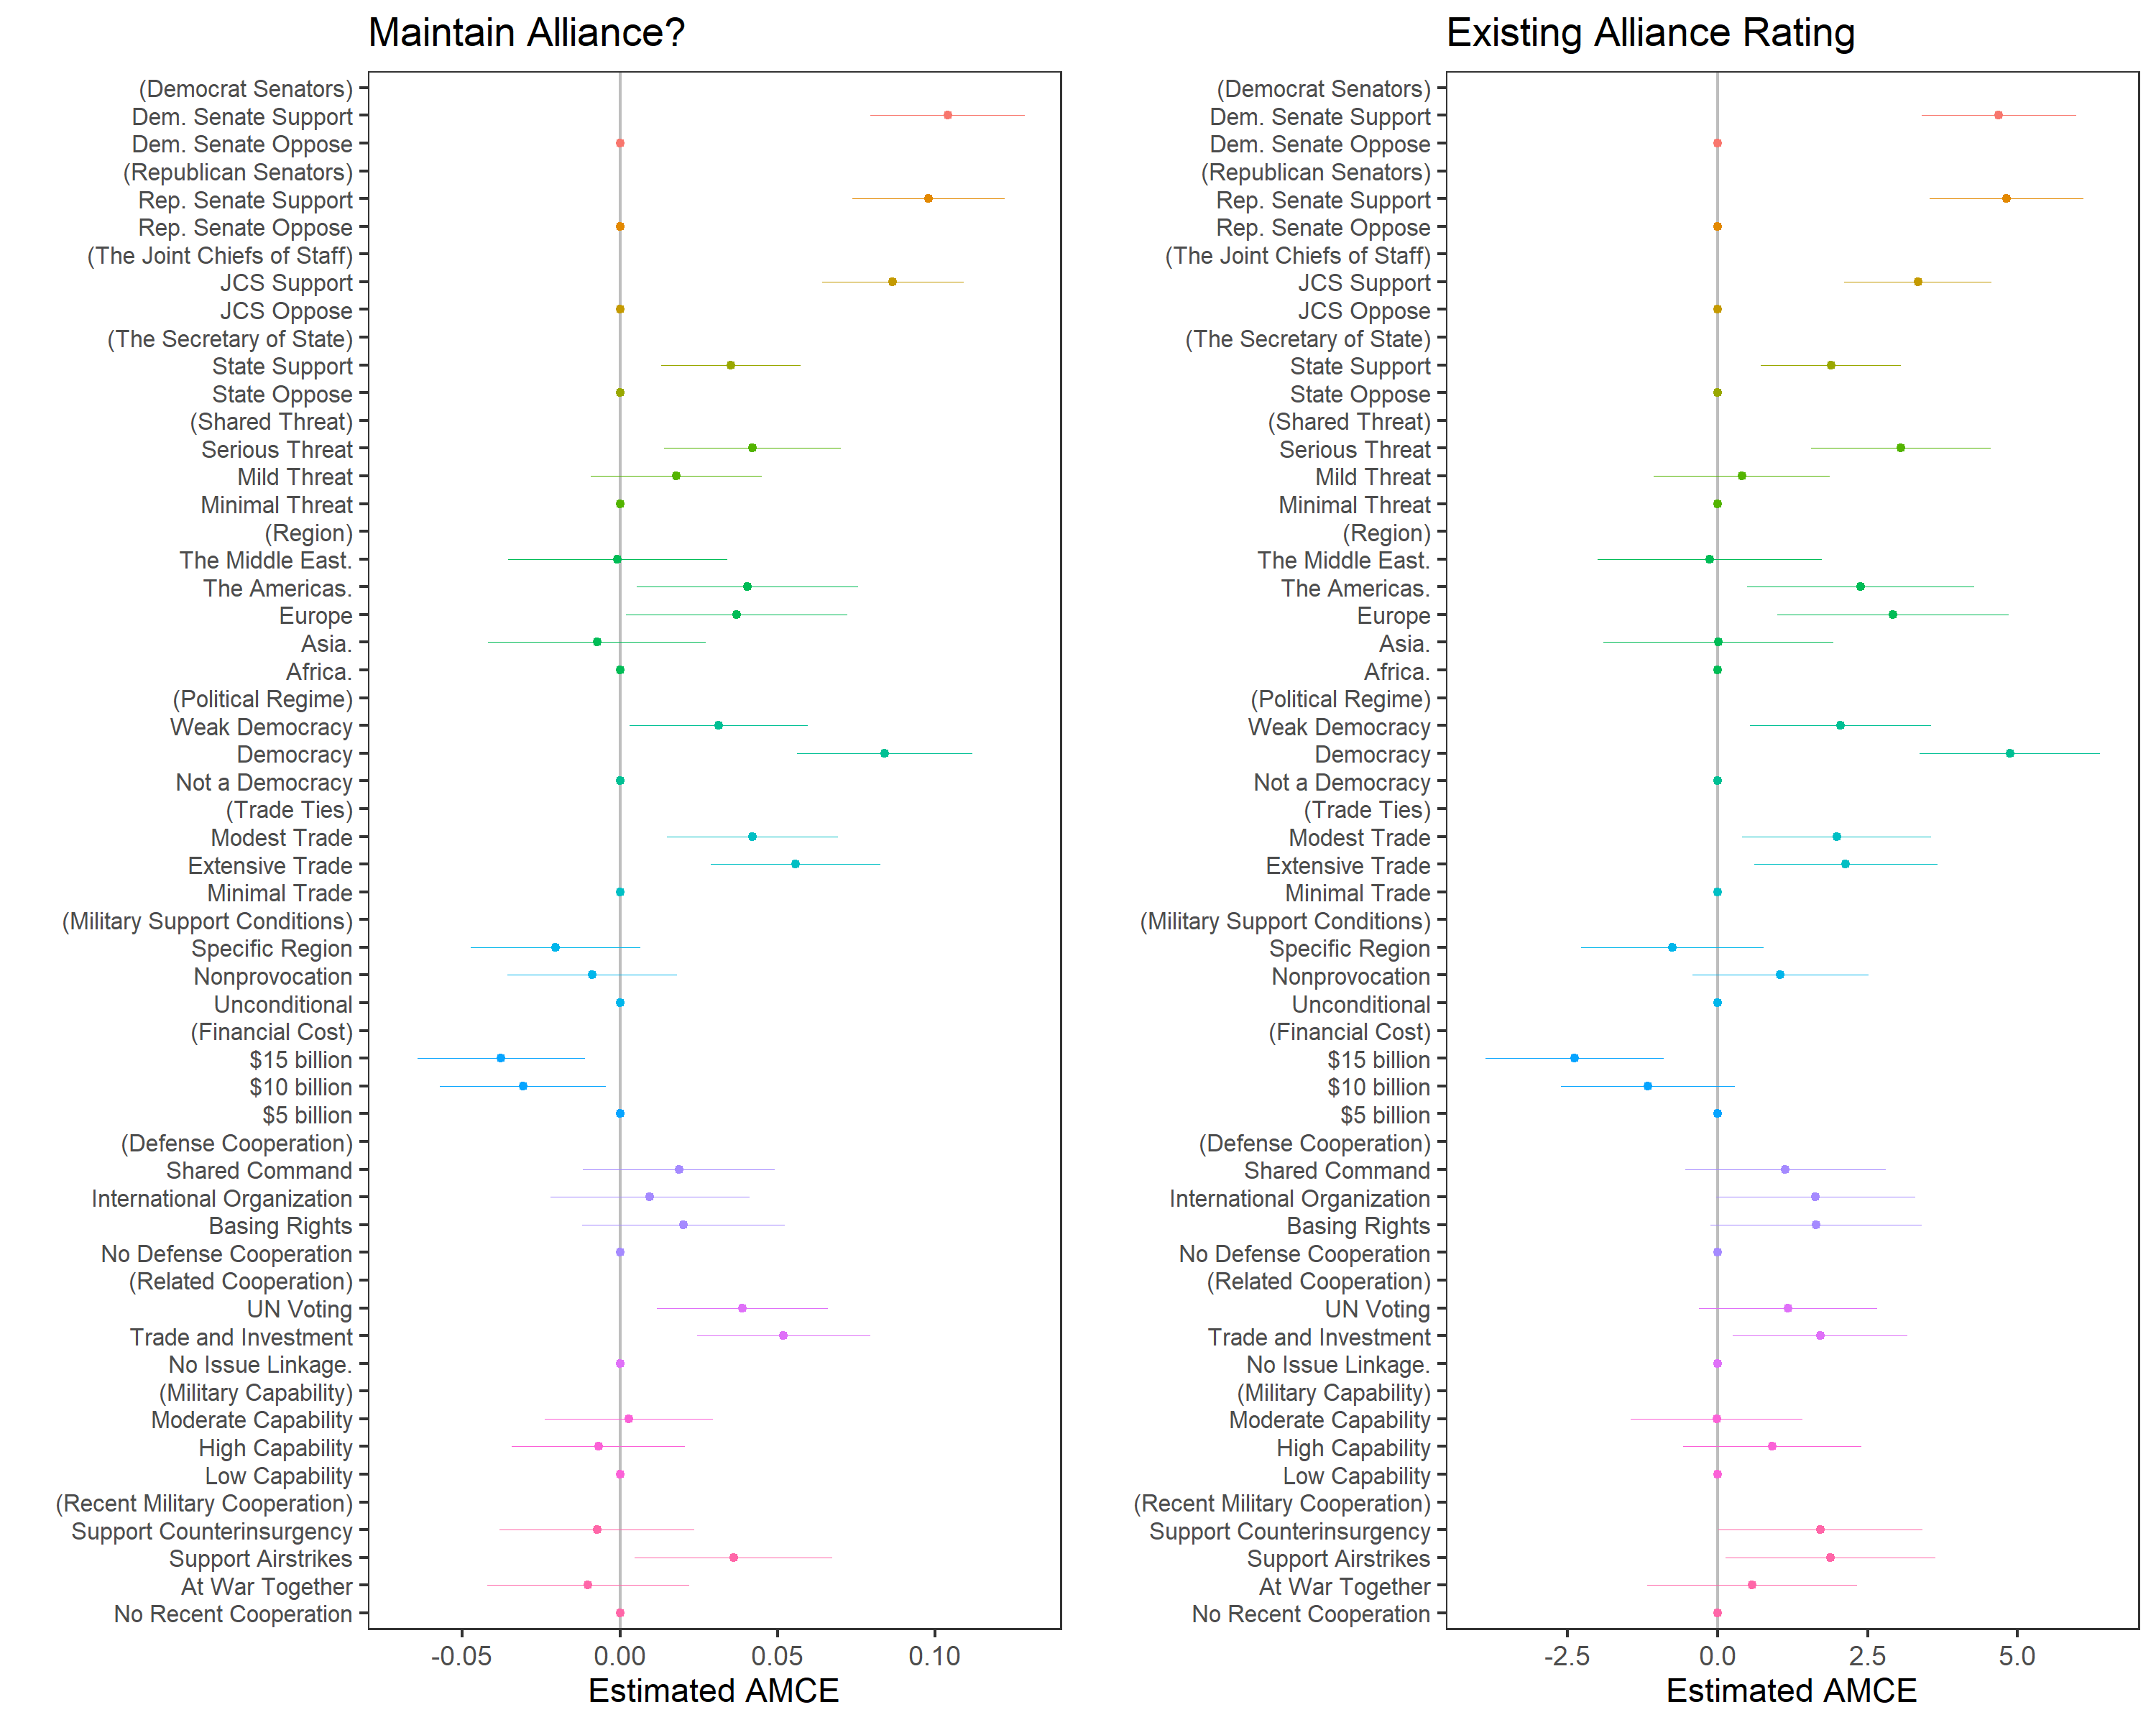 Maintain Alliance?
(Democrat Senators)
Dem. Senate Support
Dem. Senate Oppose
(Republican Senators)
Rep. Senate Support
Rep. Senate Oppose
(The Joint Chiefs of Staff)
JCS Support
JCS Oppose
(The Secretary of State)
State Support
State Oppose
(Shared Threat)
Serious Threat
Mild Threat
Minimal Threat
(Region)
The Middle East.
The Americas.
Europe
Asia.
Africa.
(Political Regime)
Weak Democracy
Democracy
Not a Democracy
(Trade Ties)
Modest Trade
Extensive Trade
Minimal Trade
(Military Support Conditions)
Specific Region
Nonprovocation
Unconditional
(Financial Cost)
$15 billion
$10 billion
$5 billion
(Defense Cooperation)
Shared Command
International Organization
Basing Rights
No Defense Cooperation
(Related Cooperation)
UN Voting
Trade and Investment
No Issue Linkage.
(Military Capability)
Moderate Capability
High Capability
Low Capability
(Recent Military Cooperation)
Support Counterinsurgency
Support Airstrikes
At War Together
No Recent Cooperation
-0.05 0.00 0.05 0.10
Estimated AMCE
Existing Alliance Rating
(Democrat Senators)
Dem. Senate Support
Dem. Senate Oppose
(Republican Senators)
Rep. Senate Support
Rep. Senate Oppose
(The Joint Chiefs of Staff)
JCS Support
JCS Oppose
(The Secretary of State)
State Support
State Oppose
(Shared Threat)
Serious Threat
Mild Threat
Minimal Threat
(Region)
The Middle East.
The Americas.
Europe
Asia.
Africa.
(Political Regime)
Weak Democracy
Democracy
Not a Democracy
(Trade Ties)
Modest Trade
Extensive Trade
Minimal Trade
(Military Support Conditions)
Specific Region
Nonprovocation
Unconditional
(Financial Cost)
$15 billion
$10 billion
$5 billion
(Defense Cooperation)
Shared Command
International Organization
Basing Rights
No Defense Cooperation
(Related Cooperation)
UN Voting
Trade and Investment
No Issue Linkage.
(Military Capability)
Moderate Capability
High Capability
Low Capability
(Recent Military Cooperation)
Support Counterinsurgency
Support Airstrikes
At War Together
No Recent Cooperation
-2.5 0.0 2.5 5.0
Estimated AMCE